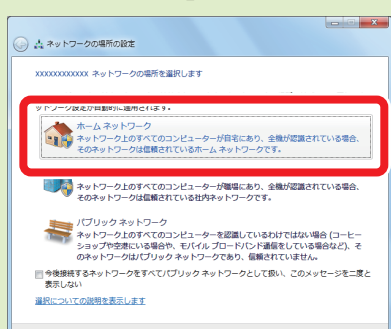 ネットワークの場所の設定
XXXXXXXXXXXX ネットワークの場所を選択します
ットワーク設定が自動的に適用されます。
ホーム ネットワーク
ネットワーク上のすべてのコンピューターが自宅にあり、全機が認識されている場合、
そのネットワークは信頼されているホーム ネットワークです。
ネットワーク上のすべてのコンピューターが職場にあり、全機が認識されている場合、
そのネットワークは信頼されている社内ネットワークです。
パブリック ネットワーク
ネットワーク上のすべてのコンピューターを認識しているわけではない場合 (コーヒー
ショップや空港にいる場合や、モバイル ブロードバンド通信をしている場合など)、そ
のネットワークはパブリック ネットワークであり、信頼されていません。
今後接続するネットワークをすべてパブリック ネットワークとして扱い、このメッセージを二度と
表示しない
選択についての説明を表示します